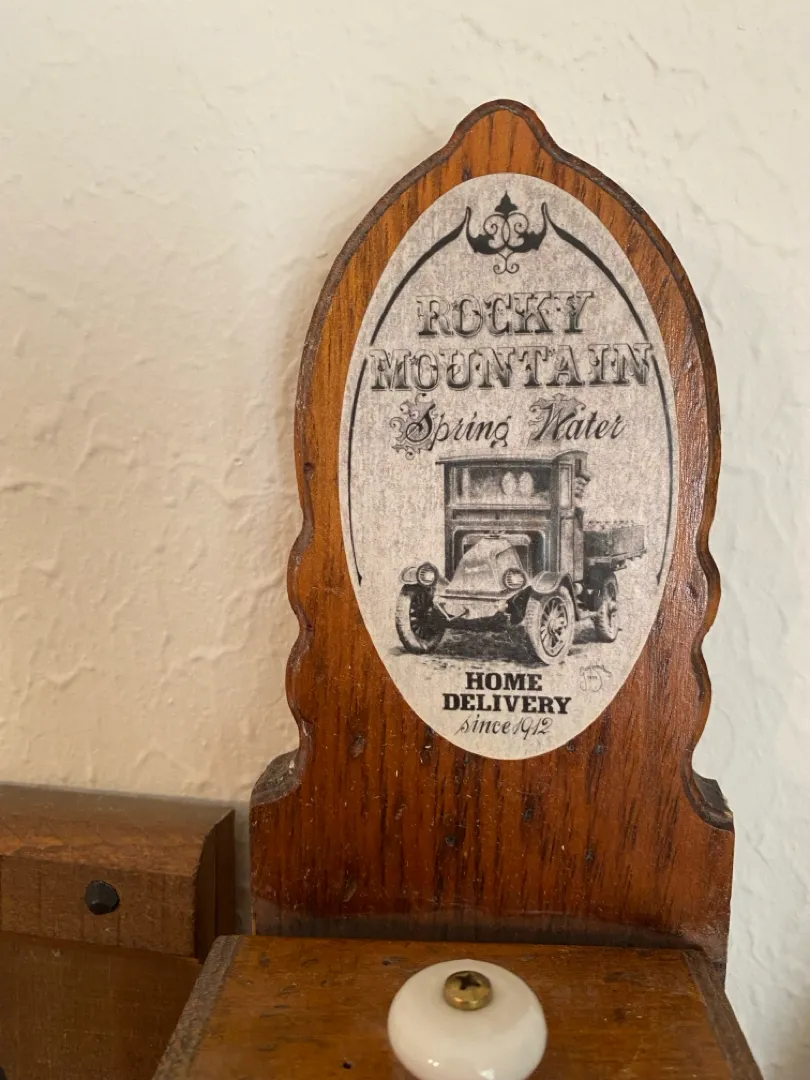 ROCKY
MOUNTAIN
Spring Water
HOME
DELIVERY
since 1912